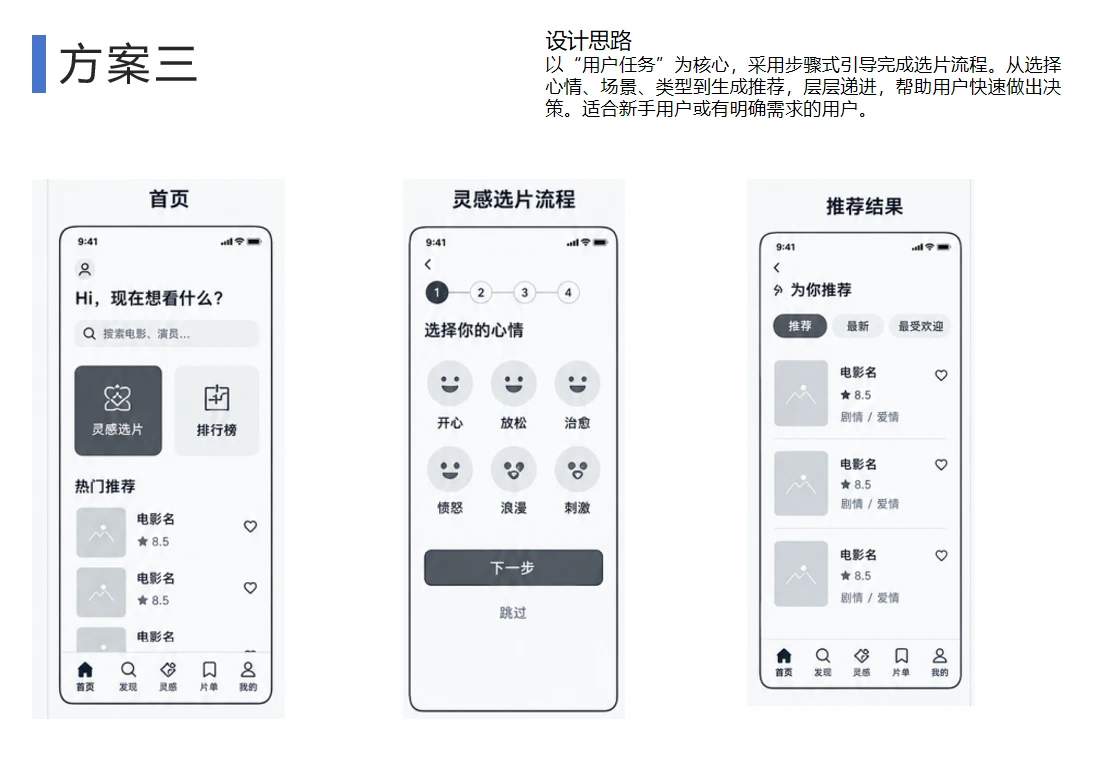 方案三
设计思路
以“用户任务”为核心，采用步骤式引导完成选片流程。从选择
心情、场景、类型到生成推荐，层层递进，帮助用户快速做出决
策。适合新手用户或有明确需求的用户。
首页
9:41
Hi，现在想看什么？
搜索电影、演员...
灵感选片
排行榜
热门推荐
电影名
★ 8.5
电影名
★ 8.5
电影名
首页 发现 灵感 片单 我的
灵感选片流程
9:41
1 2 3 4
选择你的心情
开心 放松 治愈
愤怒 浪漫 刺激
下一步
跳过
推荐结果
9:41
为你推荐
推荐 最新 最受欢迎
电影名
★ 8.5
剧情 / 爱情
电影名
★ 8.5
剧情 / 爱情
电影名
★ 8.5
剧情 / 爱情
首页 发现 灵感 片单 我的